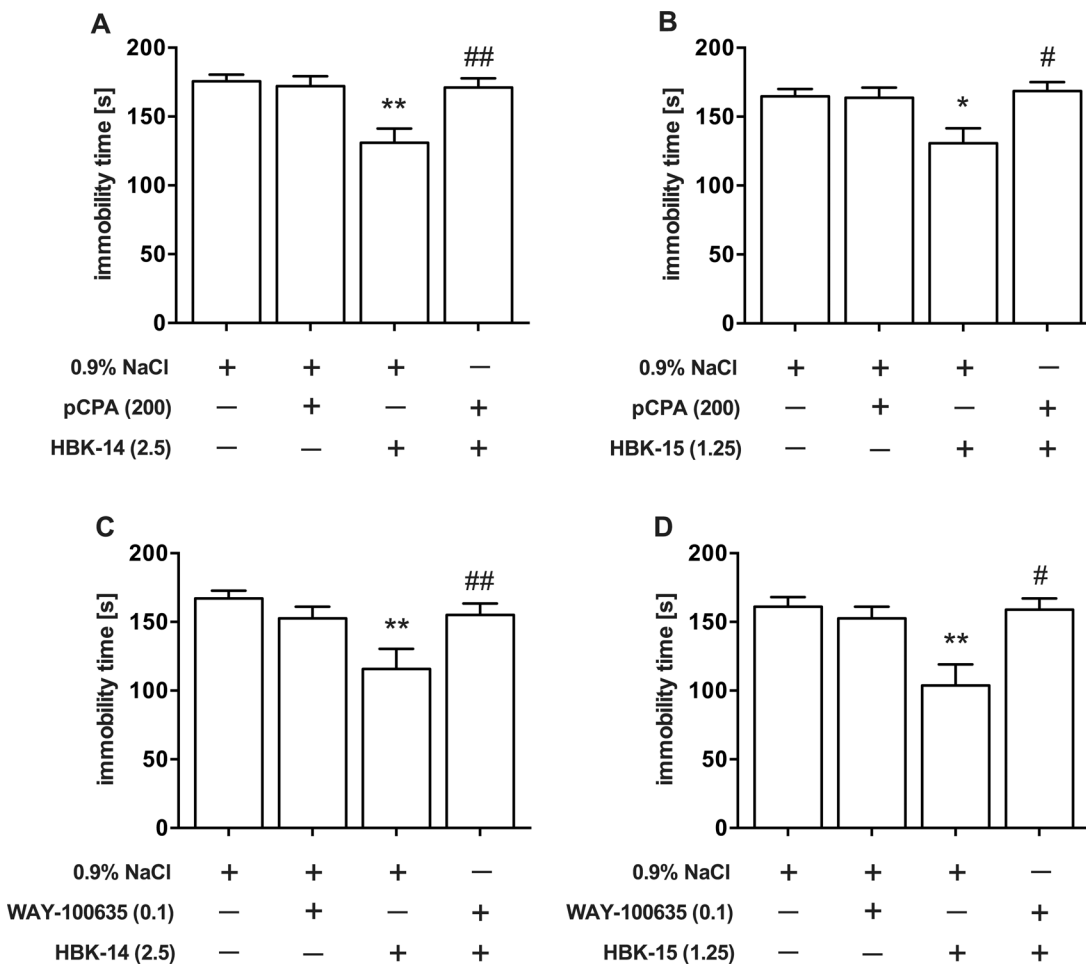 A
immobility time [s]
200
150
100
50
0
**
##
0.9% NaCl + + + —
pCPA (200) — + — +
HBK-14 (2.5) — — + +
B
immobility time [s]
200
150
100
50
0
*
#
0.9% NaCl + + + —
pCPA (200) — + — +
HBK-15 (1.25) — — + +
C
immobility time [s]
200
150
100
50
0
**
##
0.9% NaCl + + + —
WAY-100635 (0.1) — + — +
HBK-14 (2.5) — — + +
D
immobility time [s]
200
150
100
50
0
**
#
0.9% NaCl + + + —
WAY-100635 (0.1) — + — +
HBK-15 (1.25) — — + +